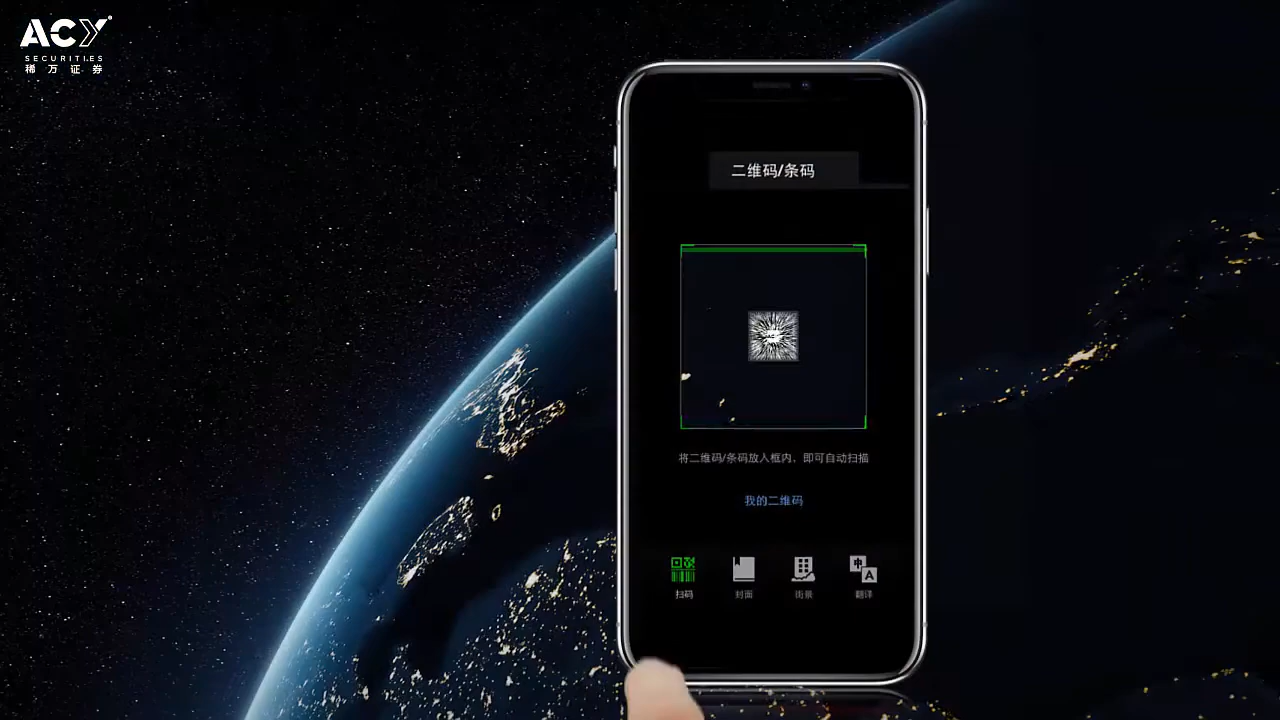 ACY
SECURITIES
稀万证券
二维码/条码
将二维码/条码放入框内，即可自动扫描
我的二维码
扫码
封面
街景
翻译
中
A